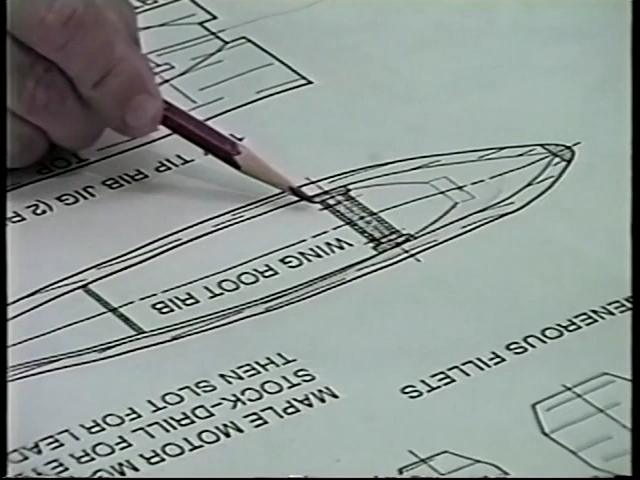 TOP
TIP RIB JIG (2 R
WING ROOT RIB
GENEROUS FILLETS
MAPLE MOTOR MO
STOCK-DRILL FOR E
THEN SLOT FOR LEAD